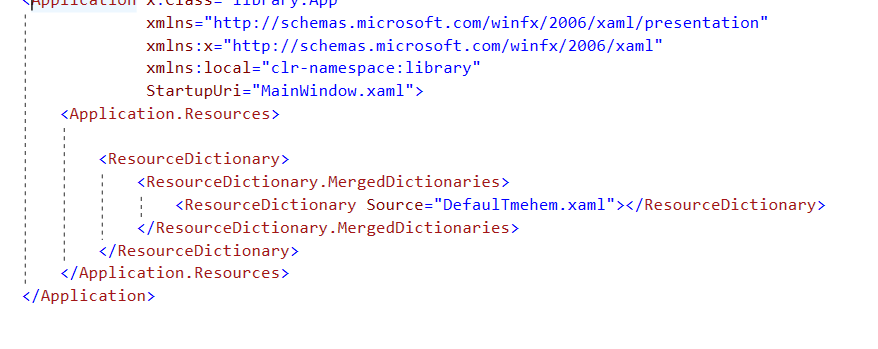 <Application x:Class="library.App"
xmlns="http://schemas.microsoft.com/winfx/2006/xaml/presentation"
xmlns:x="http://schemas.microsoft.com/winfx/2006/xaml"
xmlns:local="clr-namespace:library"
StartupUri="MainWindow.xaml">
<Application.Resources>
<ResourceDictionary>
<ResourceDictionary.MergedDictionaries>
<ResourceDictionary Source="DefaulTmehem.xaml"></ResourceDictionary>
</ResourceDictionary.MergedDictionaries>
</ResourceDictionary>
</Application.Resources>
</Application>